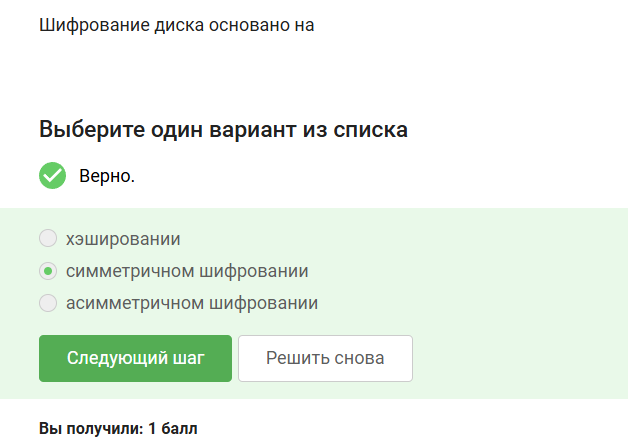 Шифрование диска основано на
Выберите один вариант из списка
Верно.
хэшировании
симметричном шифровании
асимметричном шифровании
Следующий шаг
Решить снова
Вы получили: 1 балл